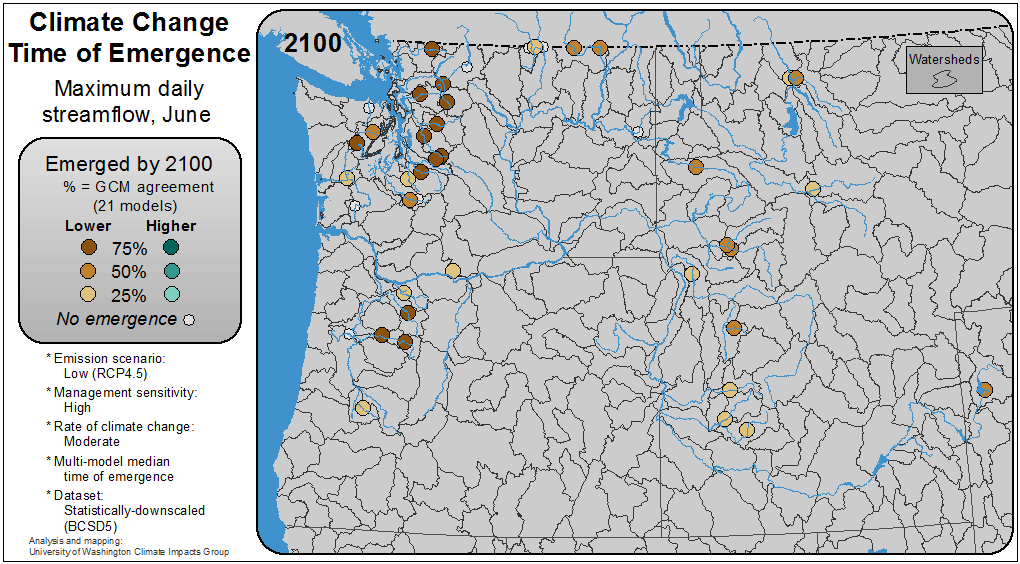 Climate Change
Time of Emergence
Maximum daily
streamflow, June
Emerged by 2100
% = GCM agreement
(21 models)
Lower Higher
75%
50%
25%
No emergence
* Emission scenario:
Low (RCP4.5)
* Management sensitivity:
High
* Rate of climate change:
Moderate
* Multi-model median
time of emergence
* Dataset:
Statistically-downscaled
(BCSD5)
Analysis and mapping:
University of Washington Climate Impacts Group
2100
Watersheds